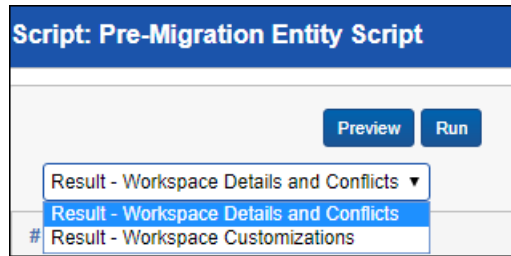 Script: Pre-Migration Entity Script
Preview Run
Result - Workspace Details and Conflicts ▼
Result - Workspace Details and Conflicts
# Result - Workspace Customizations